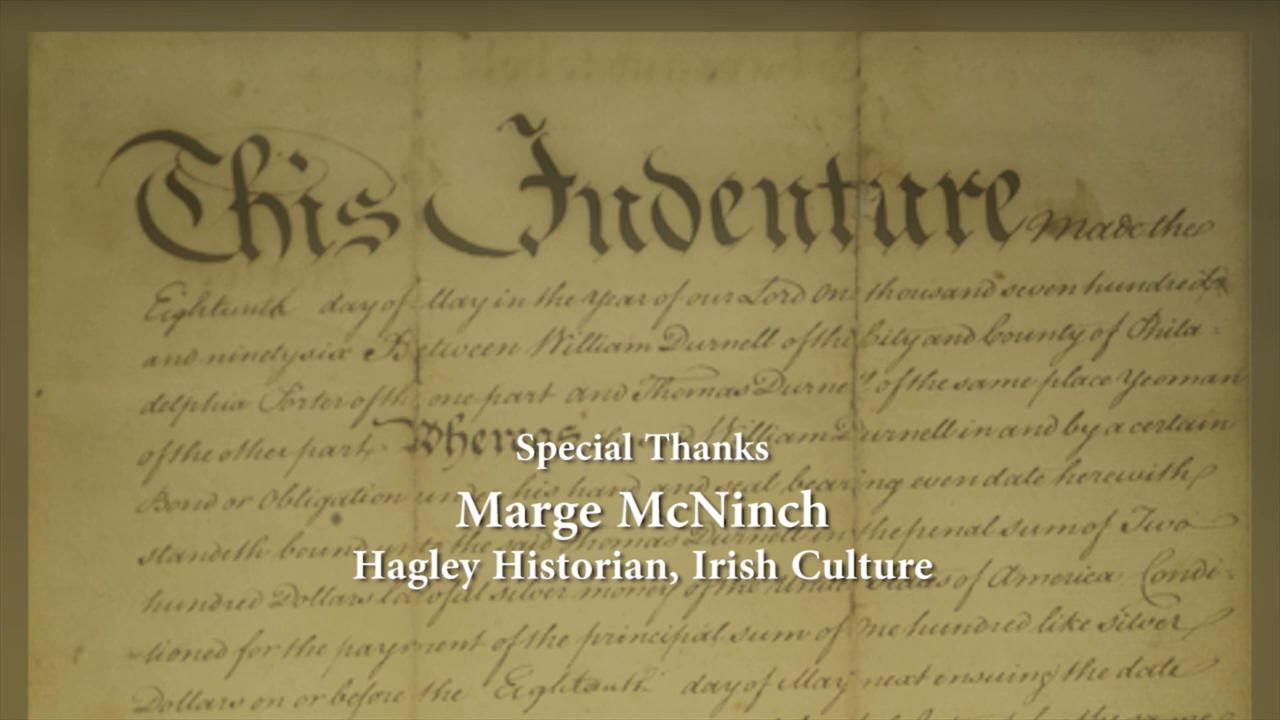 This Indenture Made the
Eighteenth day of May in the Year of our Lord One thousand seven hundred
and ninety six Between William Durnell of the City and County of Phila-
delphia Porter of the one part and Thomas Durnell of the same place Yeoman
of the other part Whereas William Durnell in and by a certain
Special Thanks
Bond or Obligation his hand and seal bearing even date herewith
Marge McNinch
standeth bound the said Thomas Durnell in the penal sum of Two
Hagley Historian, Irish Culture
hundred Dollars lawful silver money of the United States of America Condi-
tioned for the payment of the principal sum of One hundred like silver
Dollars on or before the Eighteenth day of May next ensuing the date